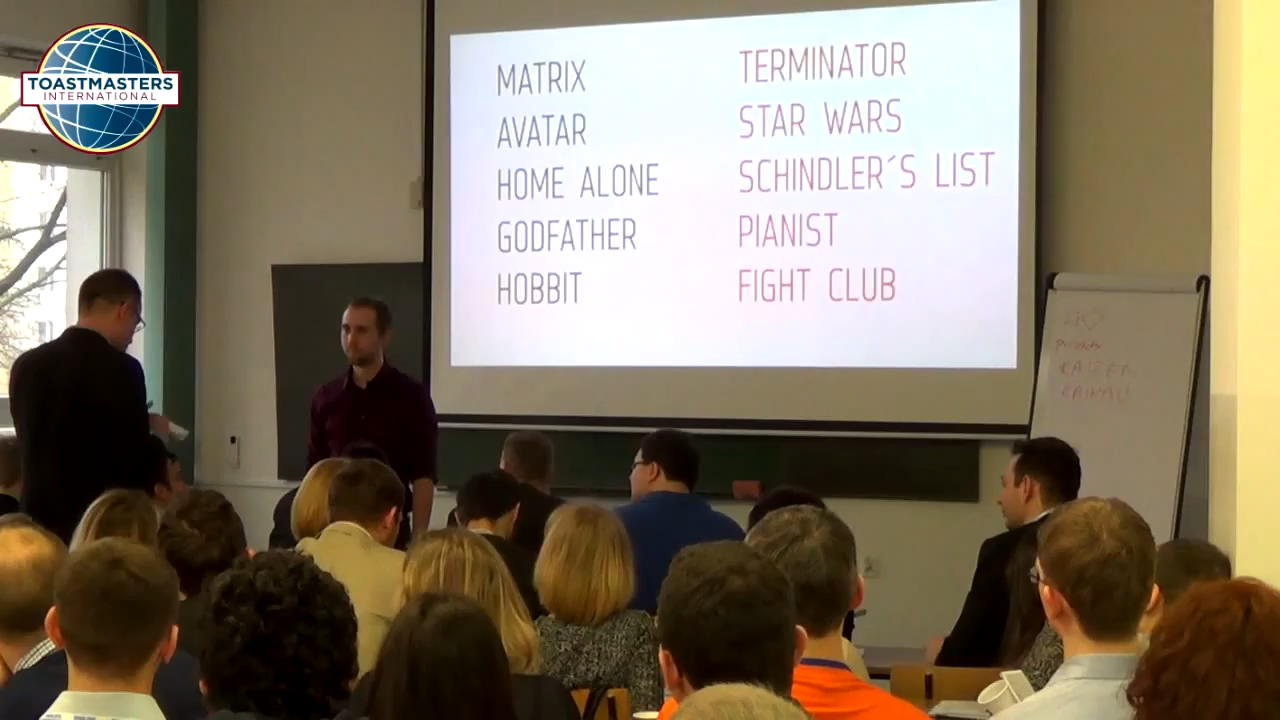 TOASTMASTERS
INTERNATIONAL
MATRIX
AVATAR
HOME ALONE
GODFATHER
HOBBIT
TERMINATOR
STAR WARS
SCHINDLER´S LIST
PIANIST
FIGHT CLUB